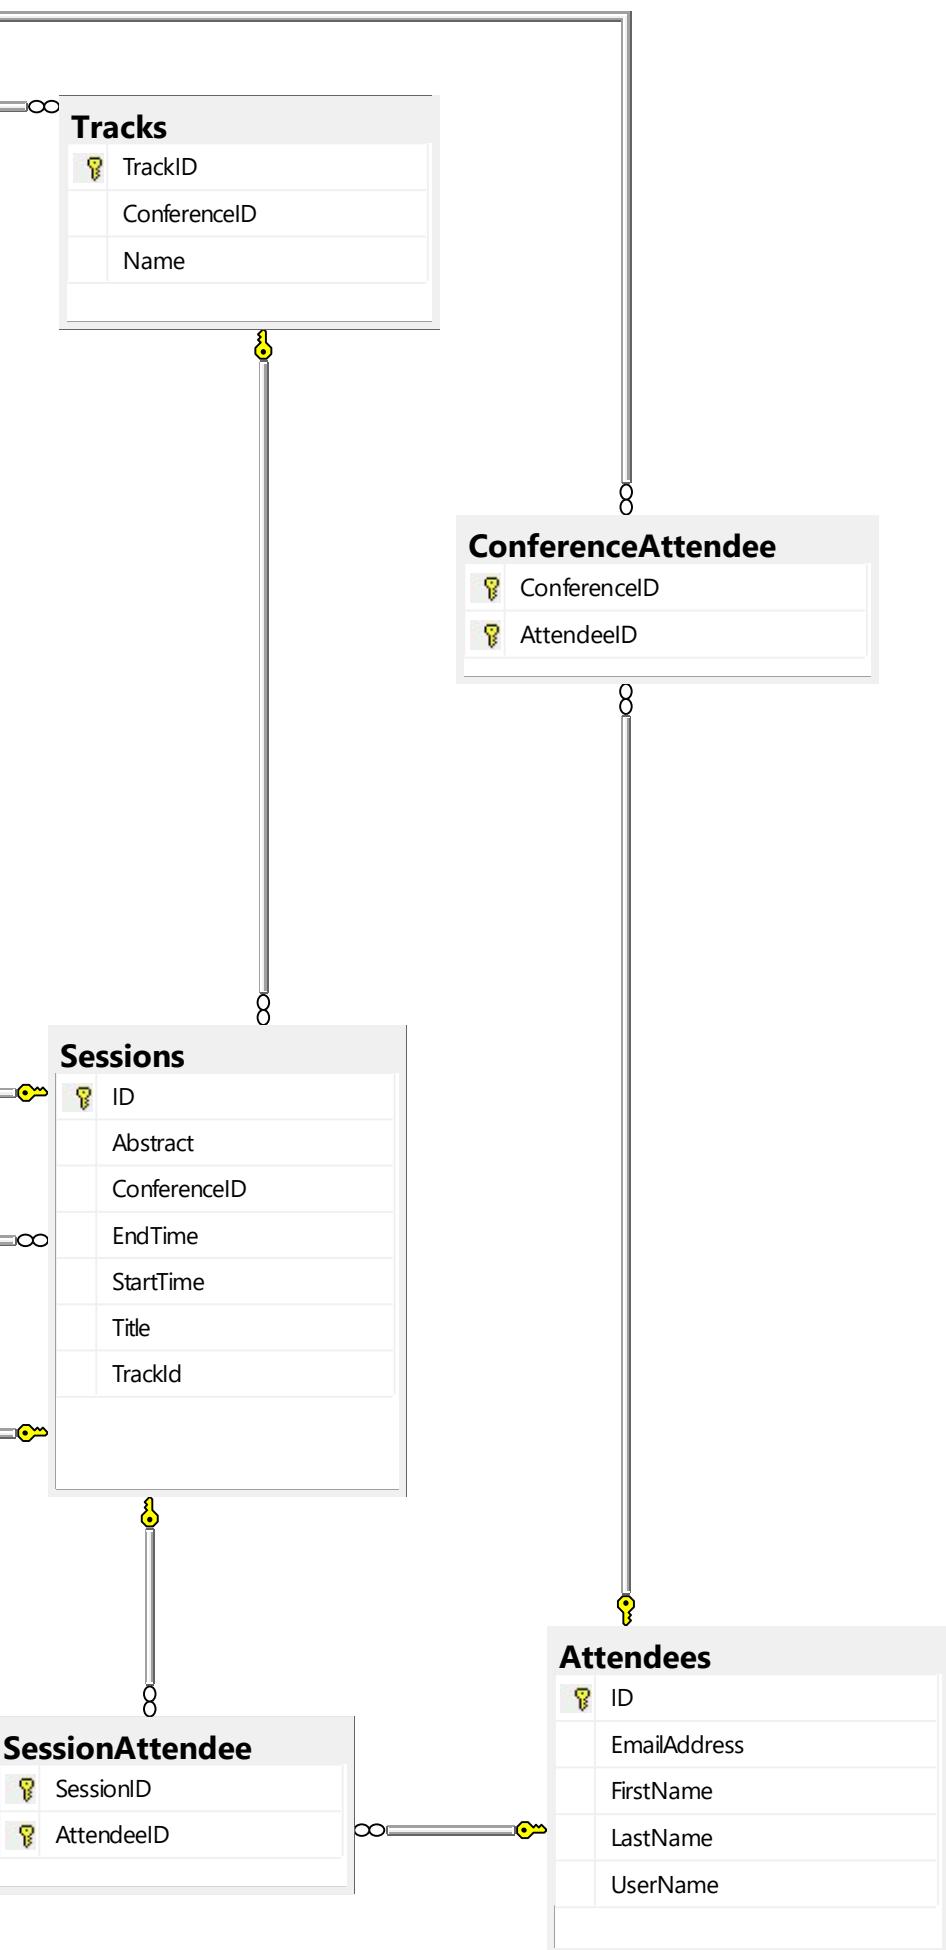 Tracks
TrackID
ConferenceID
Name
ConferenceAttendee
ConferenceID
AttendeeID
Sessions
ID
Abstract
ConferenceID
EndTime
StartTime
Title
TrackId
SessionAttendee
SessionID
AttendeeID
Attendees
ID
EmailAddress
FirstName
LastName
UserName